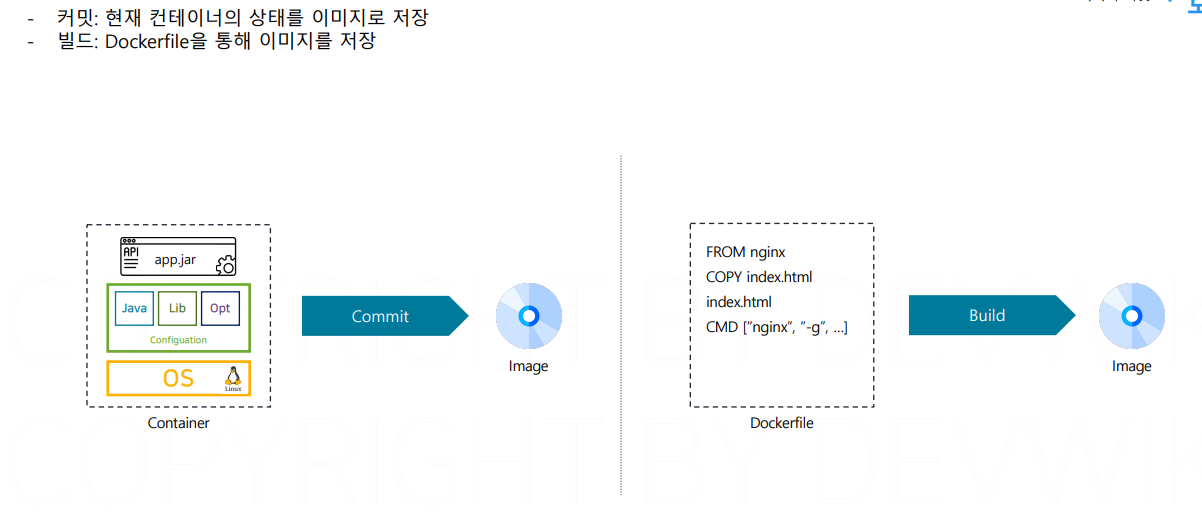 - 커밋: 현재 컨테이너의 상태를 이미지로 저장
- 빌드: Dockerfile을 통해 이미지를 저장
API
app.jar
Java Lib Opt
Configuation
OS
Linux
Container
Commit
Image
FROM nginx
COPY index.html
index.html
CMD ["nginx", "-g", ...]
Dockerfile
Build
Image
COPYRIGHT BY DEVWIK